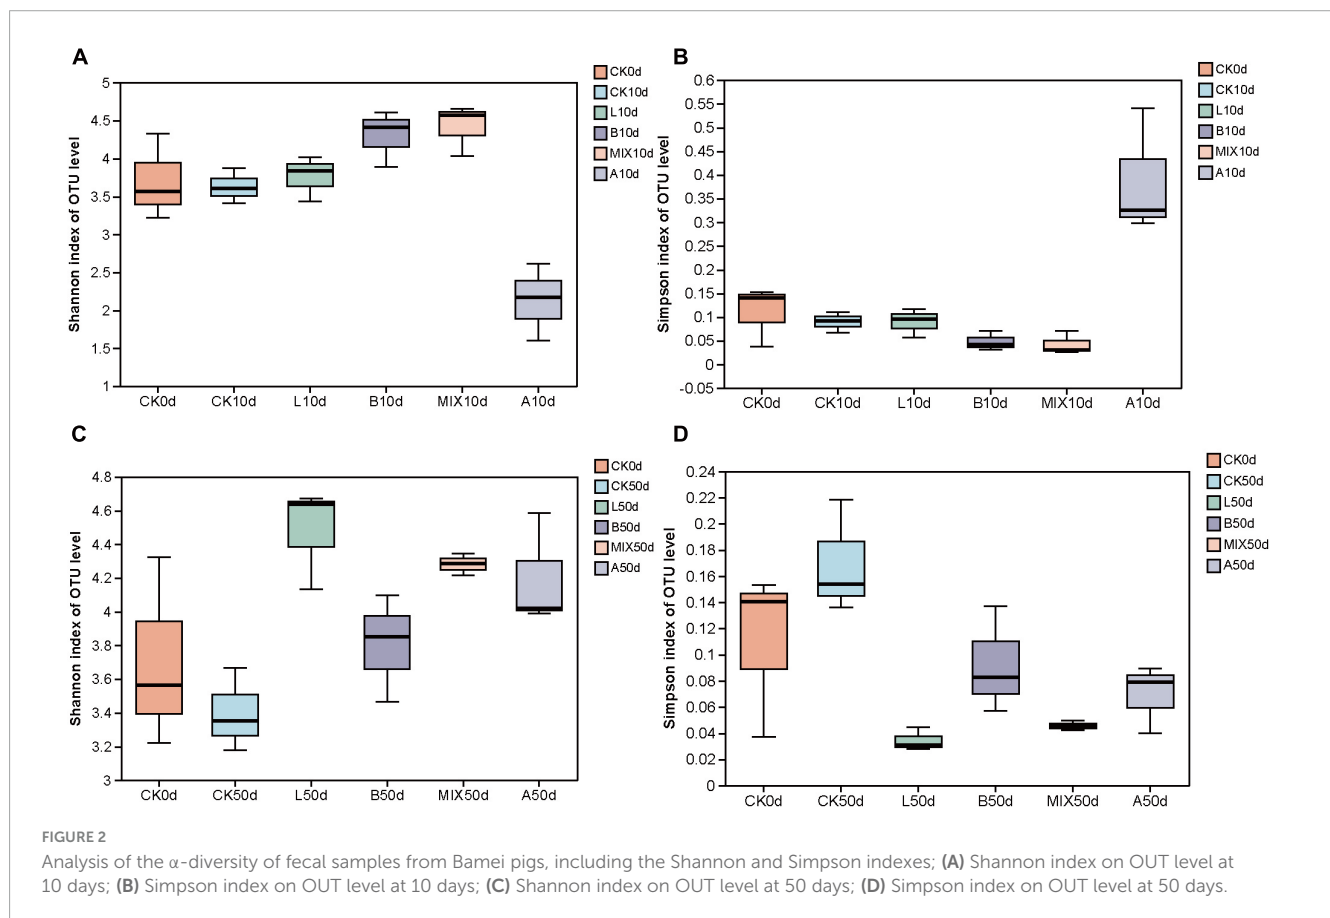 A
Shannon index of OTU level
5
4.5
4
3.5
3
2.5
2
1.5
1
CK0d CK10d L10d B10d MIX10d A10d
CK0d
CK10d
L10d
B10d
MIX10d
A10d
B
Simpson index of OTU level
0.6
0.55
0.5
0.45
0.4
0.35
0.3
0.25
0.2
0.15
0.1
0.05
0
-0.05
CK0d CK10d L10d B10d MIX10d A10d
CK0d
CK10d
L10d
B10d
MIX10d
A10d
C
Shannon index of OTU level
4.8
4.6
4.4
4.2
4
3.8
3.6
3.4
3.2
3
CK0d CK50d L50d B50d MIX50d A50d
CK0d
CK50d
L50d
B50d
MIX50d
A50d
D
Simpson index of OTU level
0.24
0.22
0.2
0.18
0.16
0.14
0.12
0.1
0.08
0.06
0.04
0.02
0
CK0d CK50d L50d B50d MIX50d A50d
CK0d
CK50d
L50d
B50d
MIX50d
A50d
FIGURE 2
Analysis of the α-diversity of fecal samples from Bamei pigs, including the Shannon and Simpson indexes; (A) Shannon index on OUT level at
10 days; (B) Simpson index on OUT level at 10 days; (C) Shannon index on OUT level at 50 days; (D) Simpson index on OUT level at 50 days.